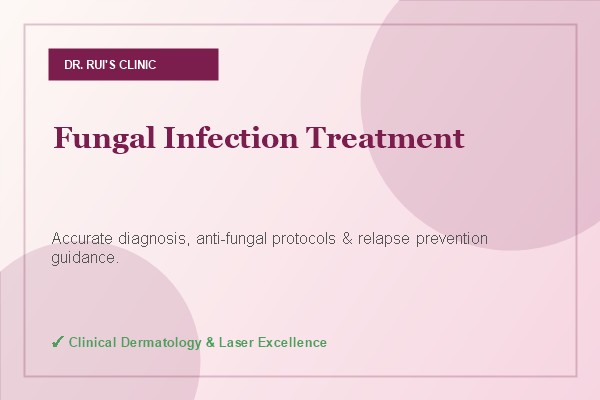 DR. RUI'S CLINIC
Fungal Infection Treatment
Accurate diagnosis, anti-fungal protocols & relapse prevention
guidance.
✓ Clinical Dermatology & Laser Excellence